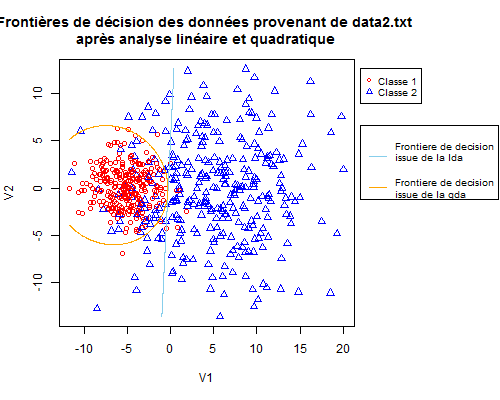 Frontières de décision des données provenant de data2.txt
après analyse linéaire et quadratique
Classe 1
Classe 2
Frontiere de decision
issue de la lda
Frontiere de decision
issue de la qda
V2
10
5
0
-5
-10
-10
-5
0
5
10
15
20
V1